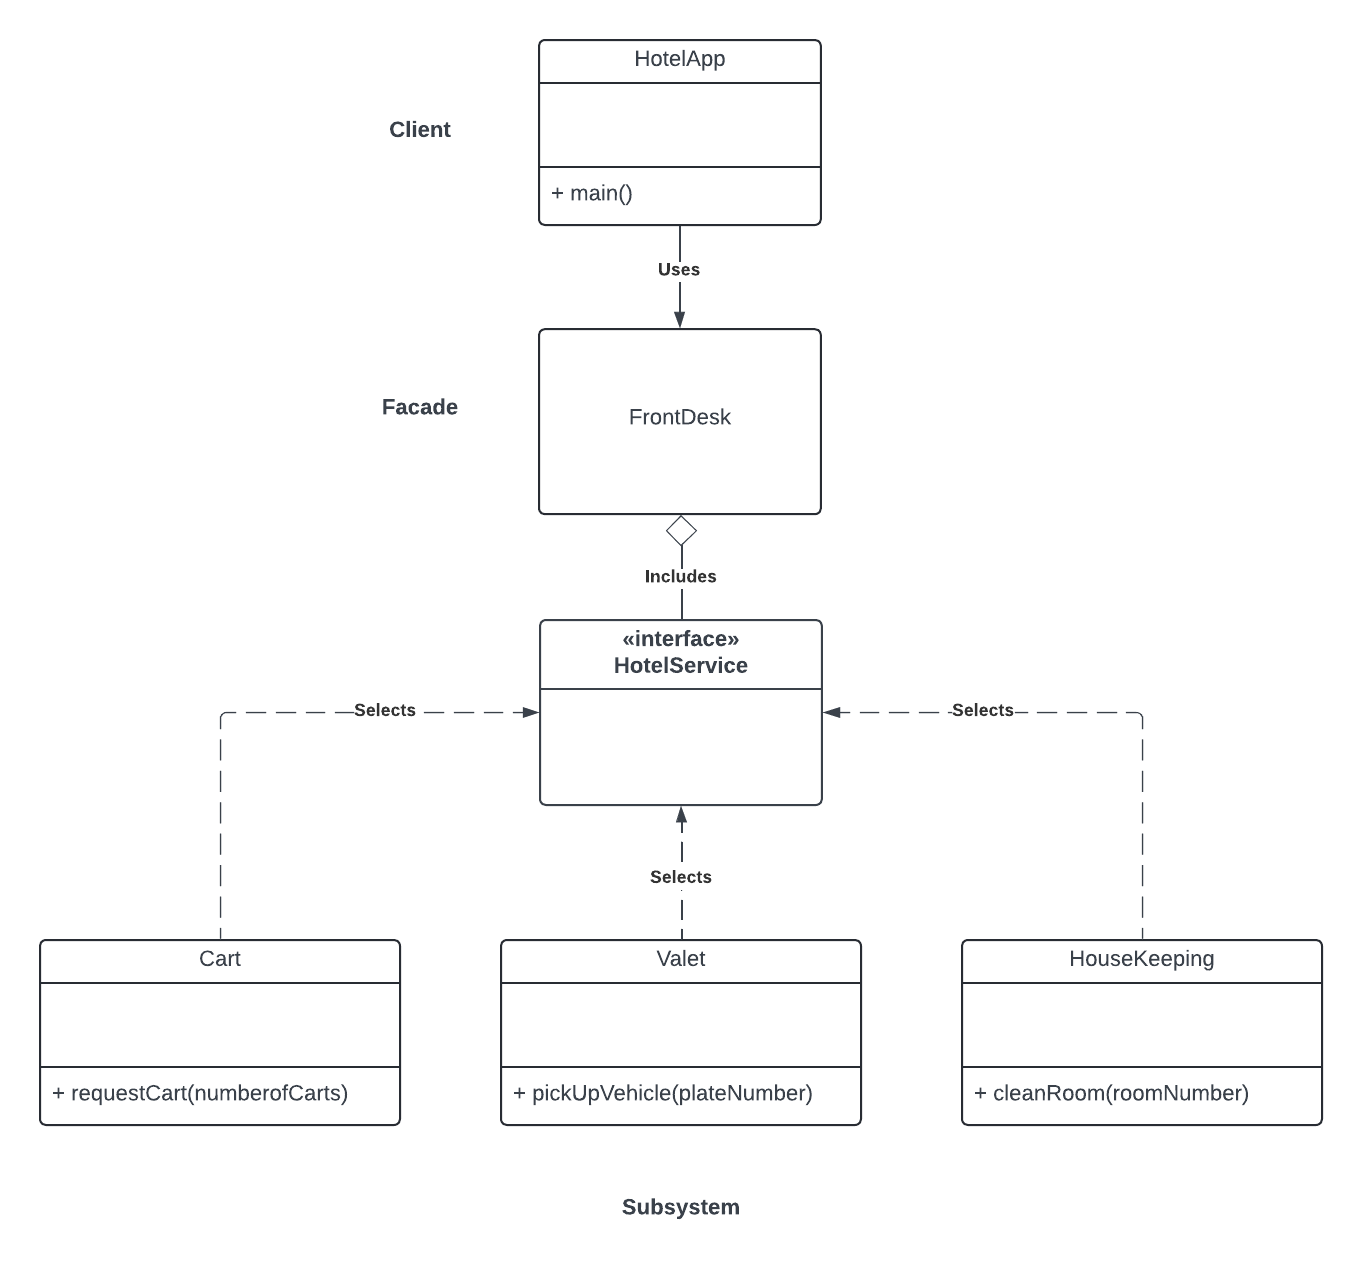 HotelApp
Client
+ main()
Uses
Facade
FrontDesk
Includes
«interface»
HotelService
Selects
Selects
Selects
Cart
+ requestCart(numberofCarts)
Valet
+ pickUpVehicle(plateNumber)
HouseKeeping
+ cleanRoom(roomNumber)
Subsystem